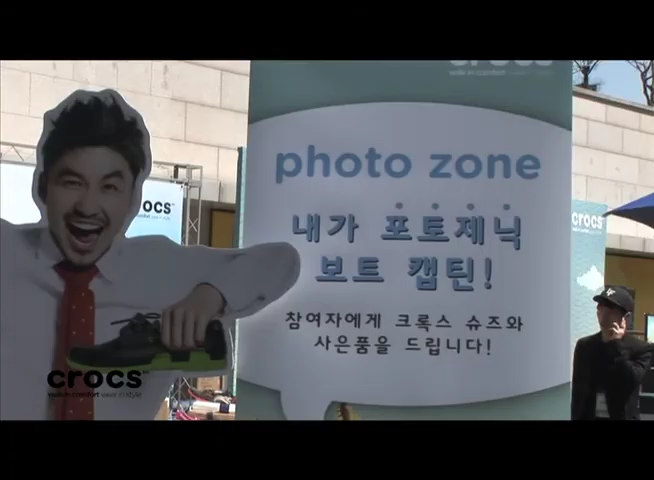 crocs
photo zone
내가 포토제닉
보트 캡틴!
참여자에게 크록스 슈즈와
사은품을 드립니다!
crocs
crocs
crocs